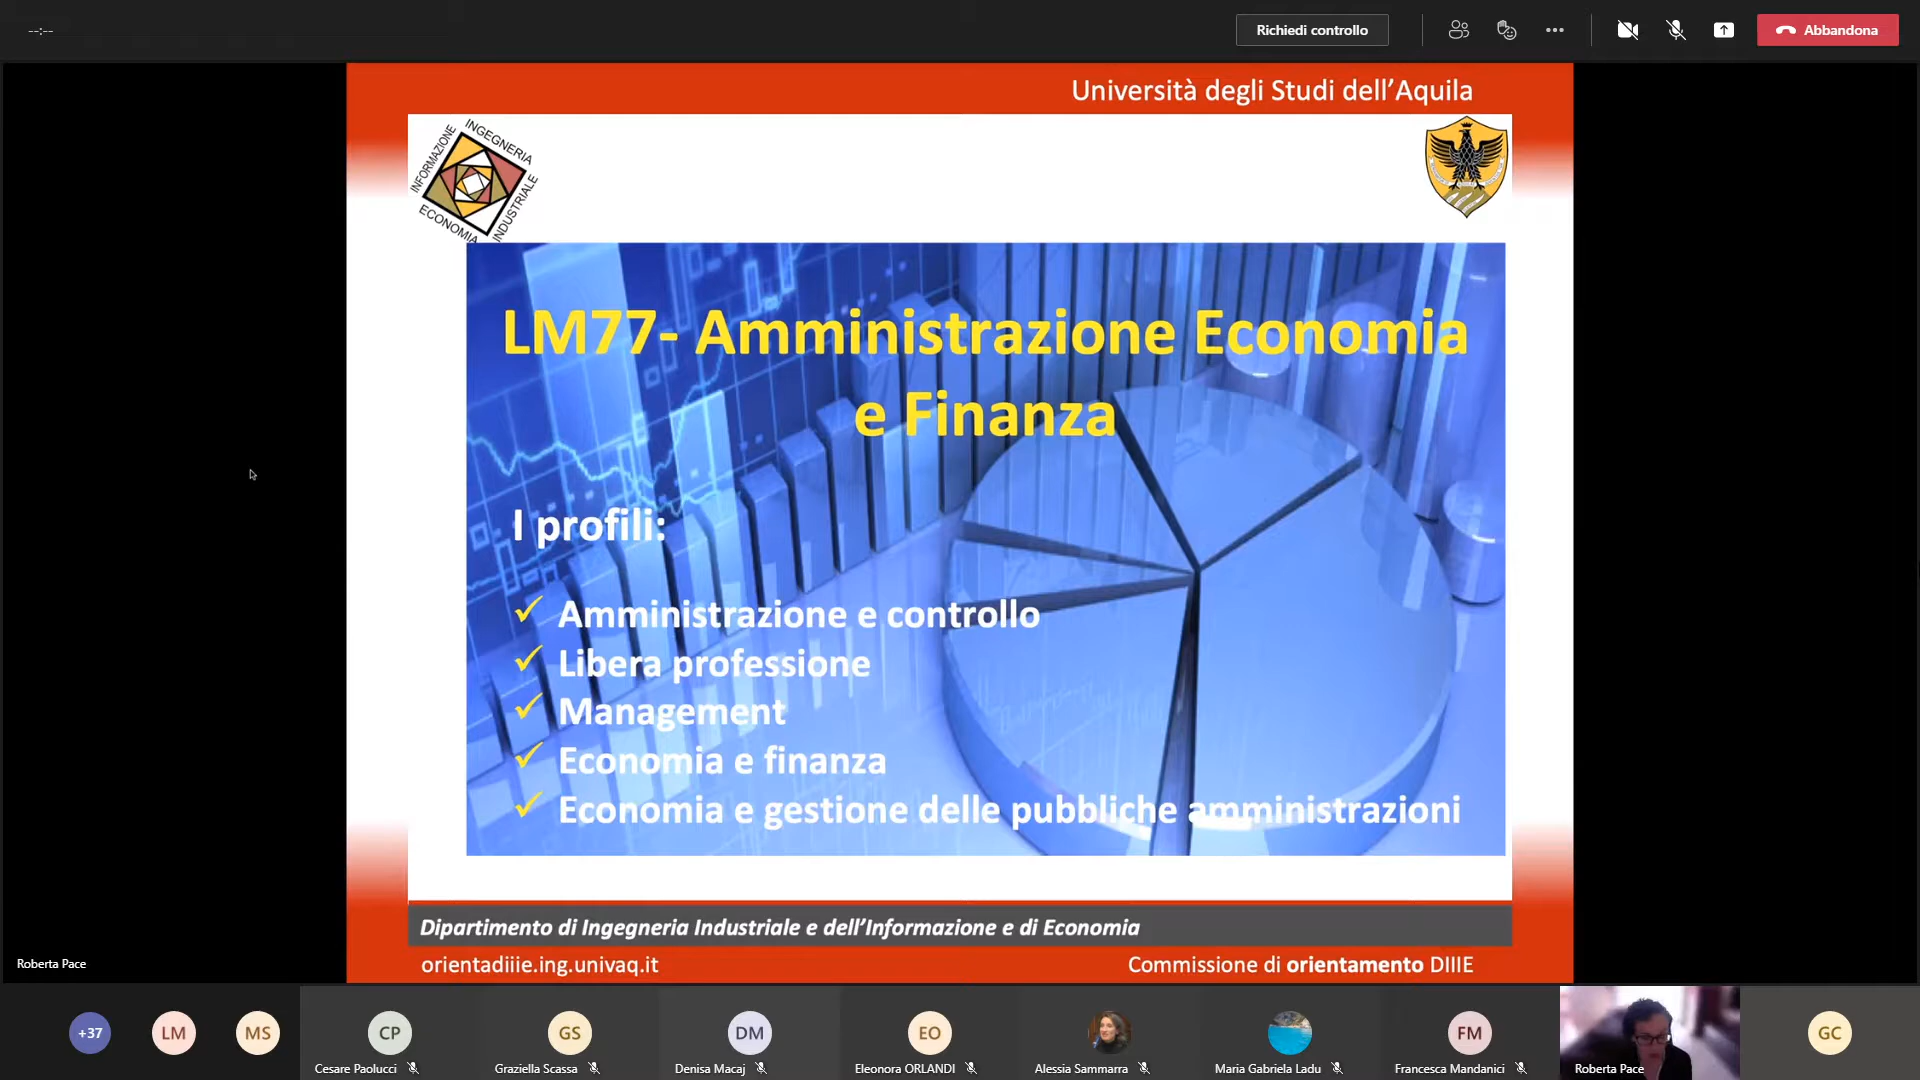 --:--
Richiedi controllo
Abbandona
Università degli Studi dell'Aquila
INFORMAZIONE
INGEGNERIA
INDUSTRIALE
ECONOMIA
LM77- Amministrazione Economia
e Finanza
I profili:
✓ Amministrazione e controllo
✓ Libera professione
✓ Management
✓ Economia e finanza
✓ Economia e gestione delle pubbliche amministrazioni
Dipartimento di Ingegneria Industriale e dell'Informazione e di Economia
orientadiiie.ing.univaq.it
Commissione di orientamento DIIIE
Roberta Pace
+37
LM
MS
CP
Cesare Paolucci
GS
Graziella Scassa
DM
Denisa Macaj
EO
Eleonora ORLANDI
Alessia Sammarra
Maria Gabriela Ladu
FM
Francesca Mandanici
Roberta Pace
GC